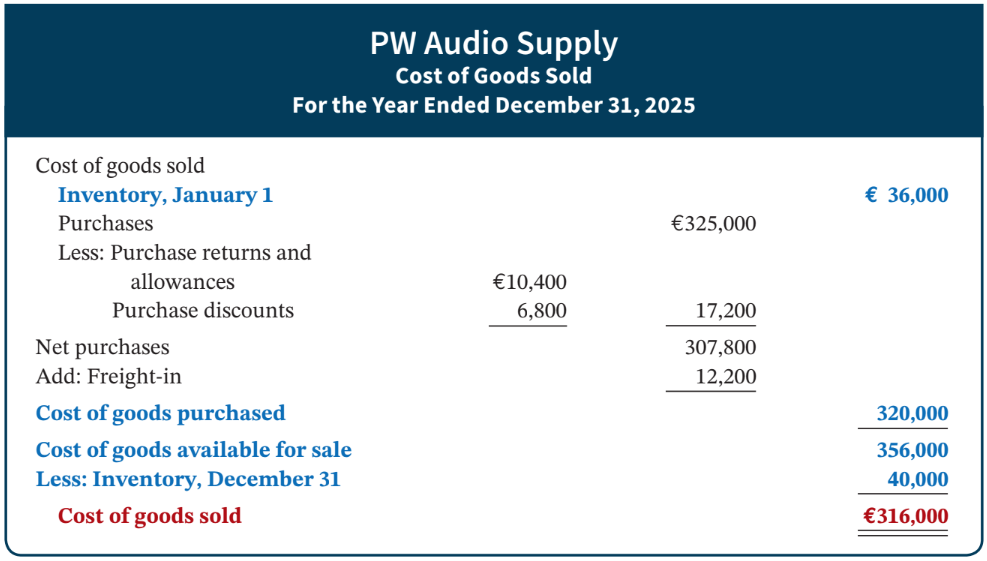 PW Audio Supply
Cost of Goods Sold
For the Year Ended December 31, 2025
Cost of goods sold
Inventory, January 1 € 36,000
Purchases €325,000
Less: Purchase returns and
allowances €10,400
Purchase discounts 6,800 17,200
Net purchases 307,800
Add: Freight-in 12,200
Cost of goods purchased 320,000
Cost of goods available for sale 356,000
Less: Inventory, December 31 40,000
Cost of goods sold €316,000